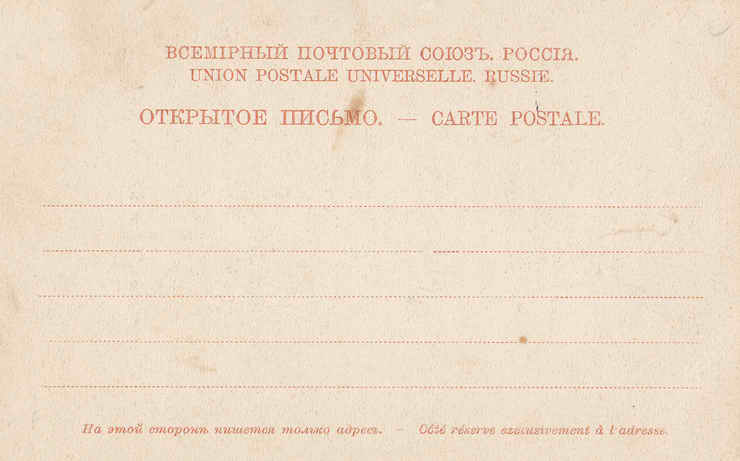 ВСЕМІРНЫЙ ПОЧТОВЫЙ СОЮЗЪ. РОССІЯ.
UNION POSTALE UNIVERSELLE. RUSSIE.
ОТКРЫТОЕ ПИСЬМО. — CARTE POSTALE.
На этой сторонѣ пишется только адресъ. — Côté réservé exclusivement à l'adresse.